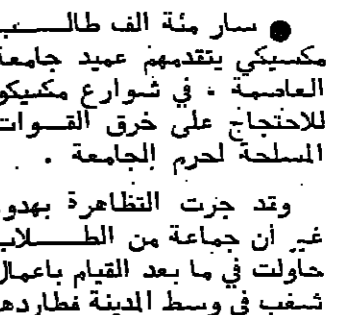 ● سار مئة الف طالب
مكسيكي يتقدمهم عميد جامعة
العاصمة ، في شوارع مكسيكو
للاحتجاج على خرق القوات
المسلحة لحرم الجامعة .
وقد جرت التظاهرة بهدو
غير أن جماعة من الطلاب
حاولت في ما بعد القيام باعمال
شغب في وسط المدينة فطاردها